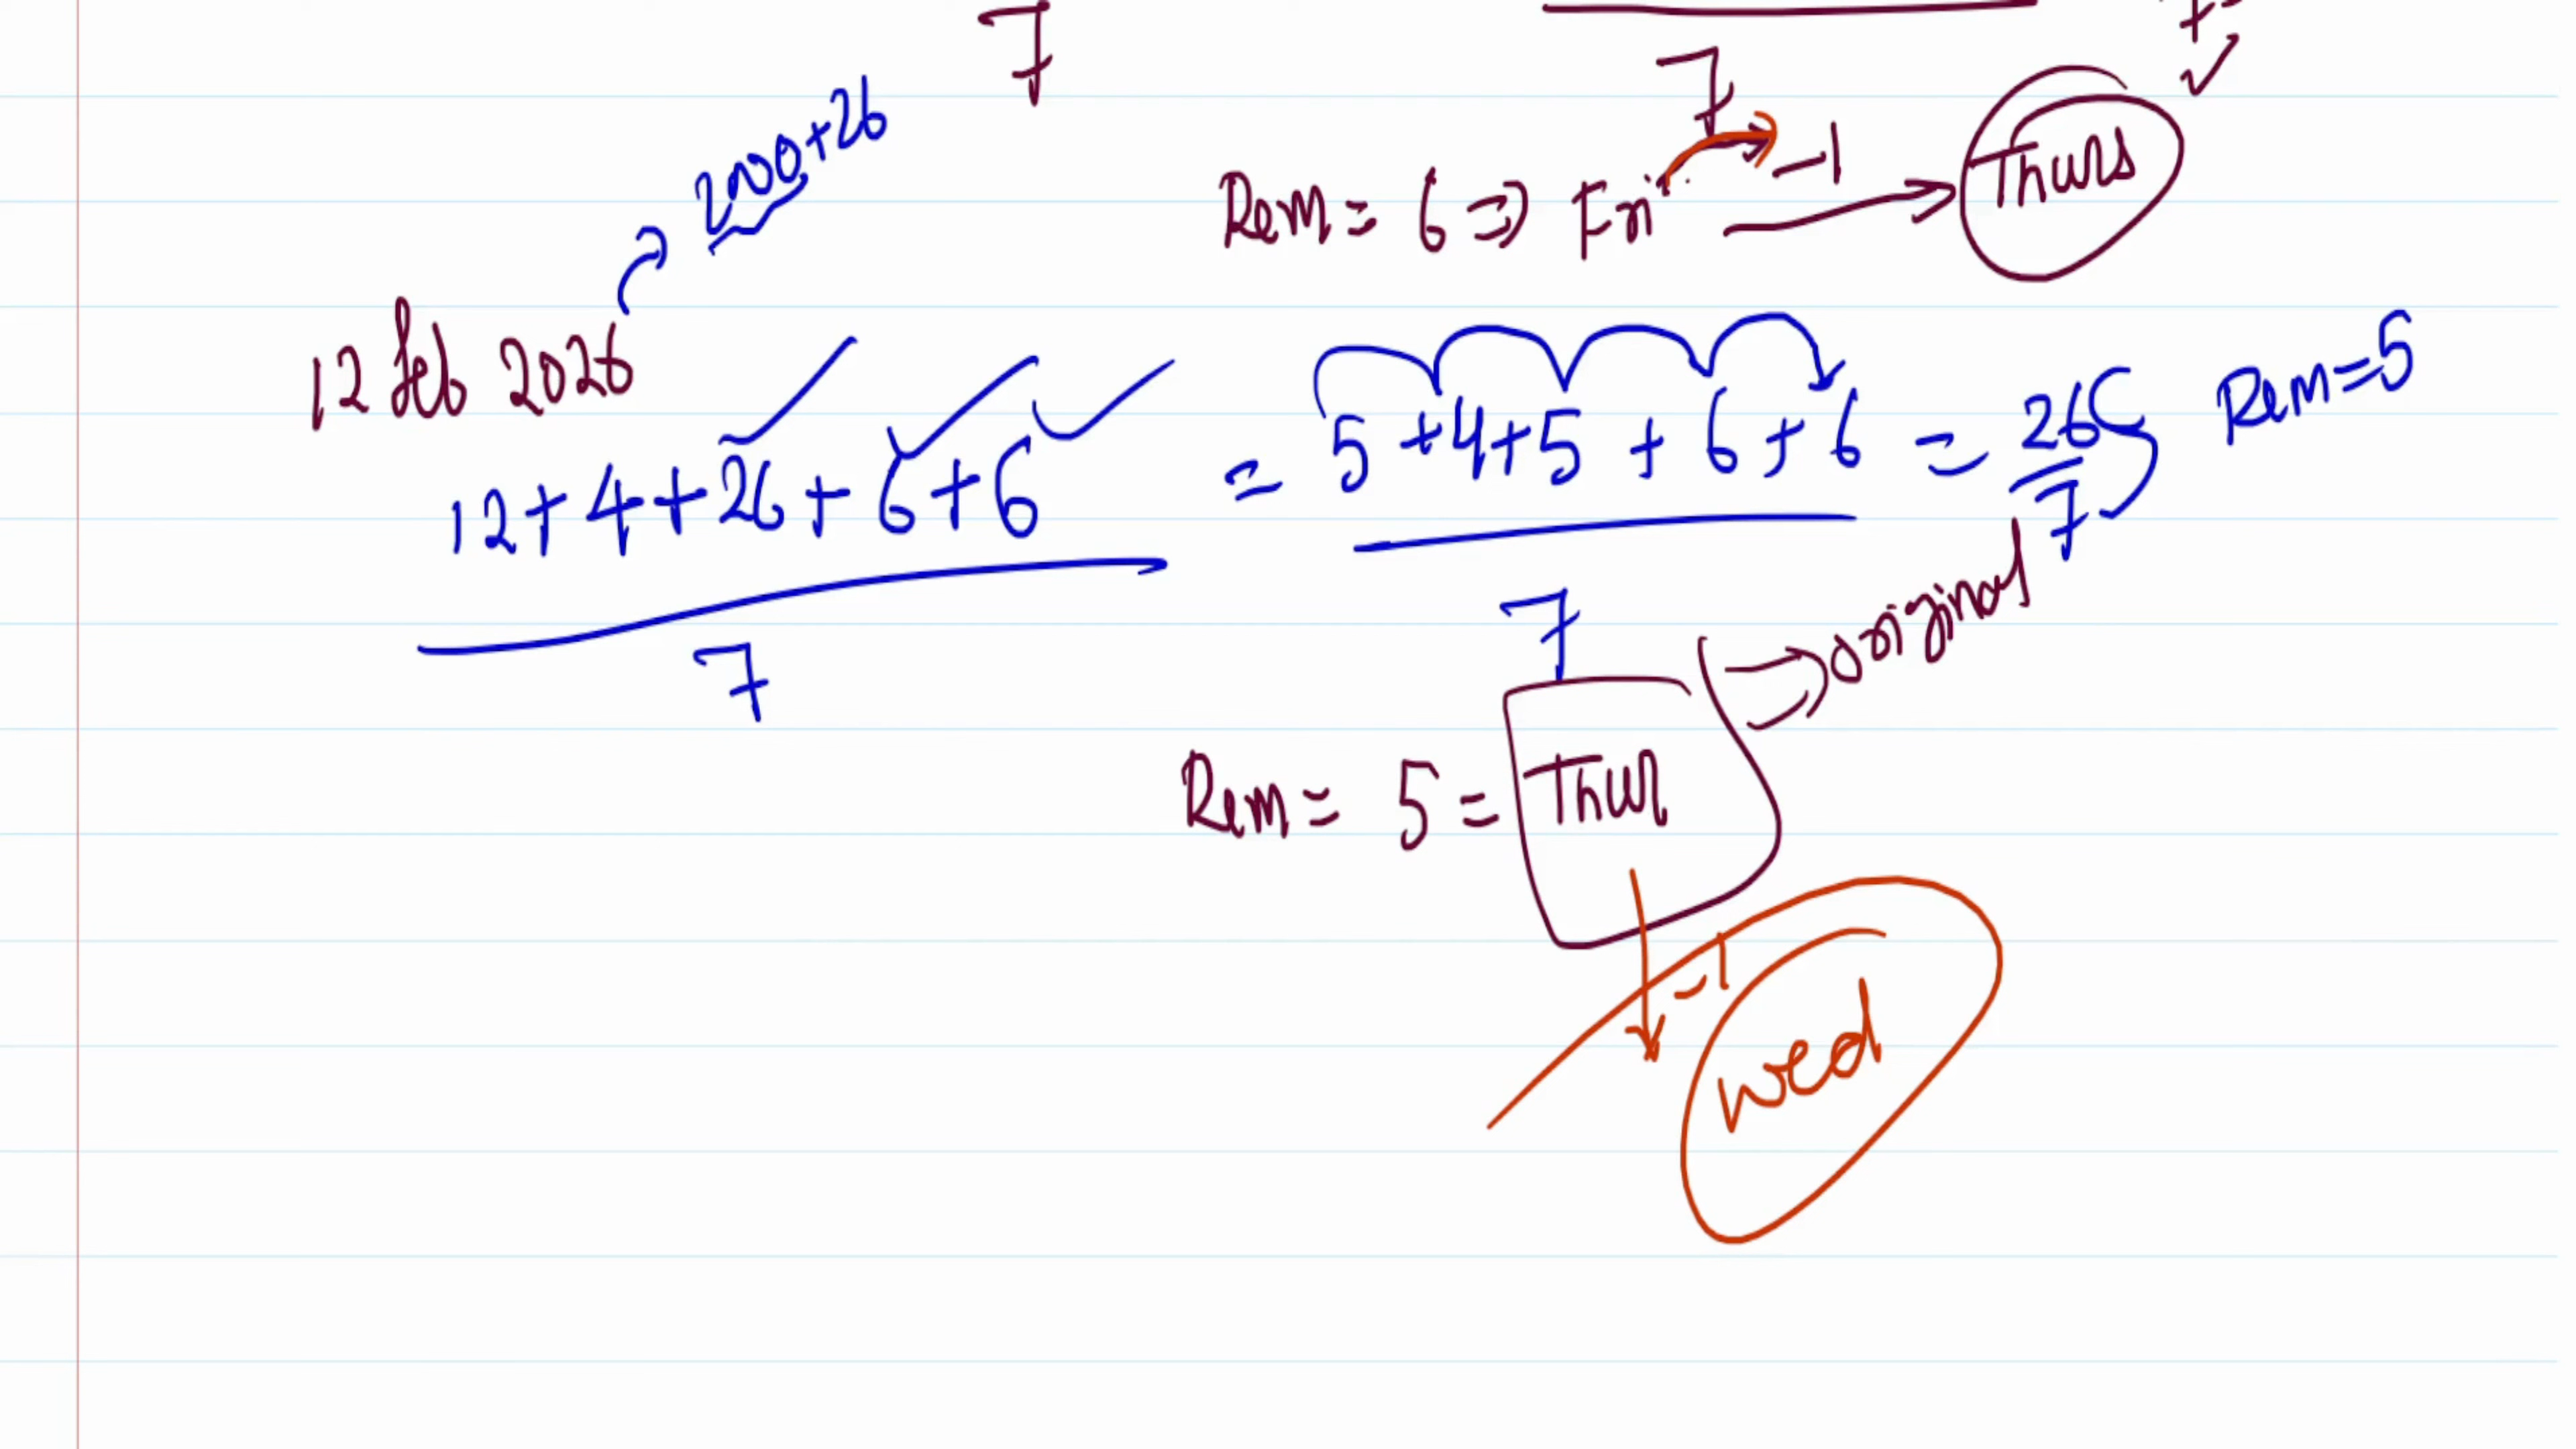 7
7
2000+26
Rem = 6 => Fri -1 Thurs
12 feb 2026
12+4+26+6+6 = 5+4+5+6+6 = 26 Rem=5
7 7 7
original
Rem = 5 = Thur
-1
wed